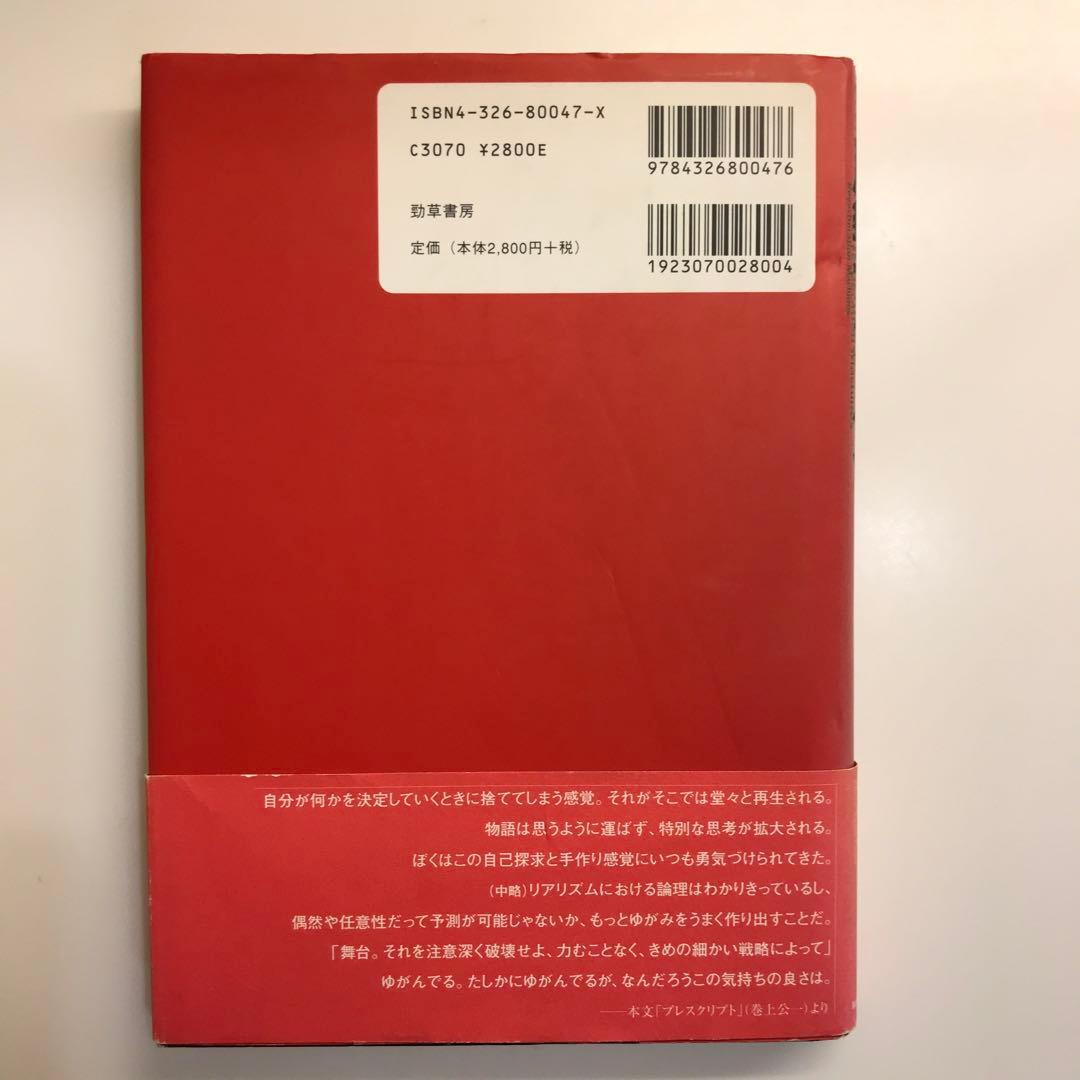 ISBN4-326-80047-X
C3070 ¥2800E
9784326800476
勁草書房
定価（本体2,800円＋税）
1923070028004
自分が何かを決定していくときに捨ててしまう感覚。それがそこでは堂々と再生される。
物語は思うように運ばず、特別な思考が拡大される。
ぼくはこの自己探求と手作り感覚にいつも勇気づけられてきた。
（中略）リアリズムにおける論理はわかりきっているし、
偶然や任意性だって予測が可能じゃないか、もっとゆがみをうまく作り出すことだ。
「舞台。それを注意深く破壊せよ、力むことなく、きめの細かい戦略によって」
ゆがんでる。たしかにゆがんでるが、なんだろうこの気持ちの良さは。
——本文「プレスクリプト」（巻上公一）より